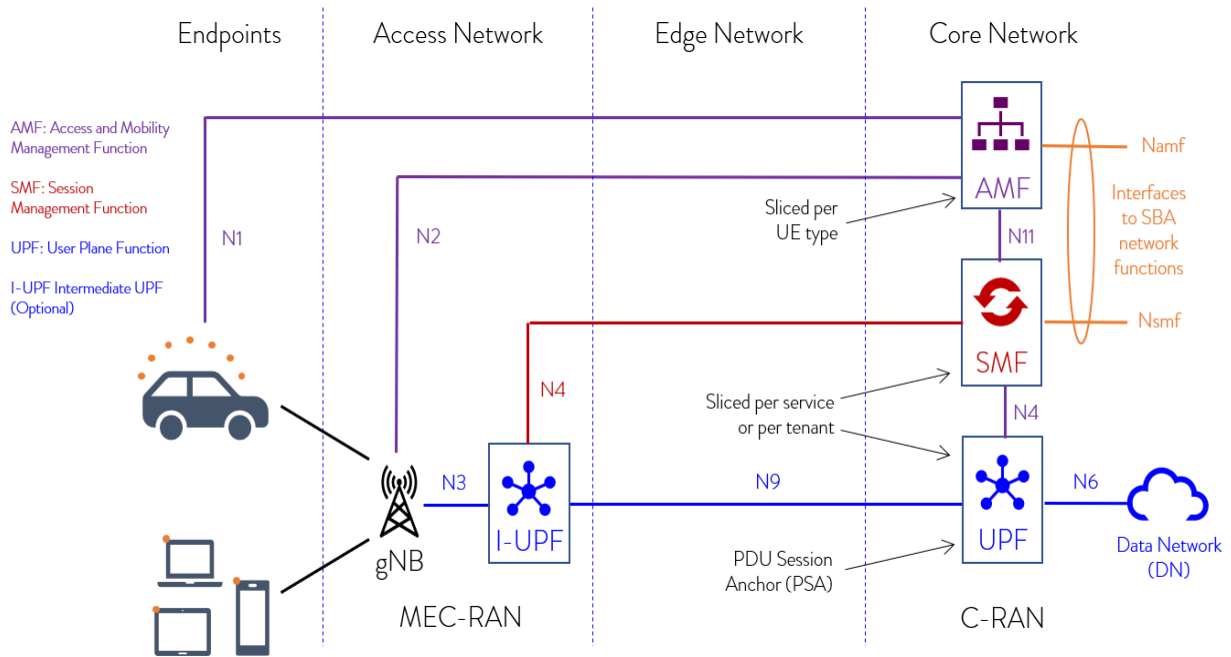 Endpoints
Access Network
Edge Network
Core Network
AMF: Access and Mobility
Management Function
SMF: Session
Management Function
UPF: User Plane Function
I-UPF Intermediate UPF
(Optional)
N1
N2
AMF
Namf
Sliced per
UE type
N11
Interfaces
to SBA
network
functions
SMF
Nsmf
N4
Sliced per service
or per tenant
N4
N3
I-UPF
N9
UPF
N6
Data Network
(DN)
gNB
PDU Session
Anchor (PSA)
MEC-RAN
C-RAN